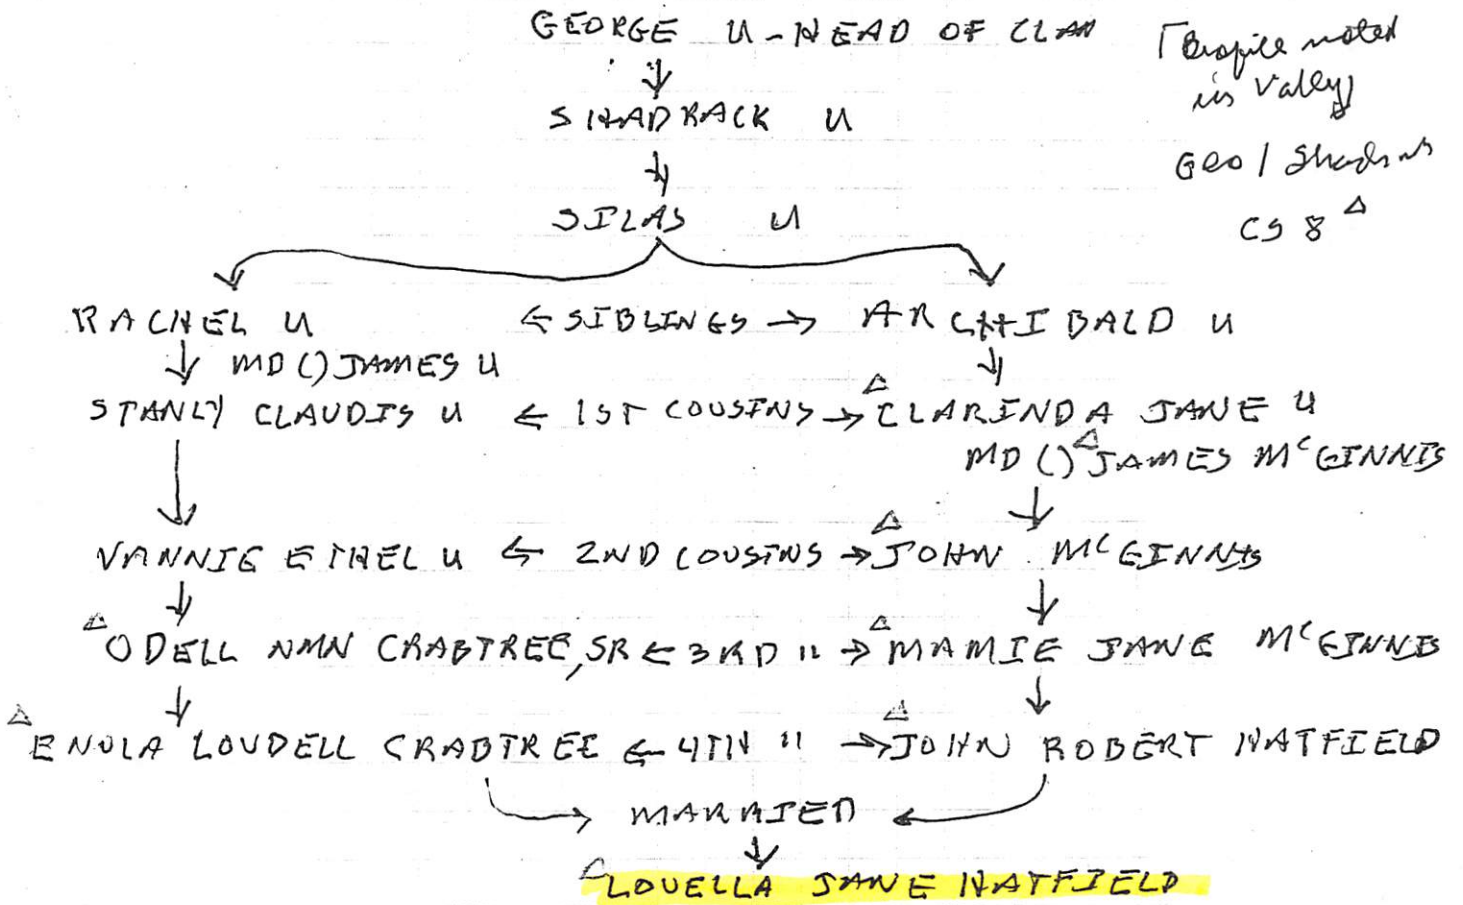 GEORGE U - HEAD OF CLAN
noted
in Valley
Geo /
CS 8 △
↓
SHADRACK U
↓
SILAS U
RACHEL U ← SIBLINGS → ARCHIBALD U
↓ MD () JAMES U ↓
STANLY CLAUDIS U ← 1ST COUSINS → △ CLARINDA JANE U
MD () △ JAMES McGINNIS
VANNIE ETHEL U ← 2ND COUSINS → △ JOHN McGINNIS
△ ODELL NMN CRABTREE, SR ← 3RD " → △ MAMIE JANE McGINNIS
△ ENOLA LOUDELL CRABTREE ← 4TH " → △ JOHN ROBERT HATFIELD
→ MARRIED ←
↓
△ LOUELLA JANE HATFIELD